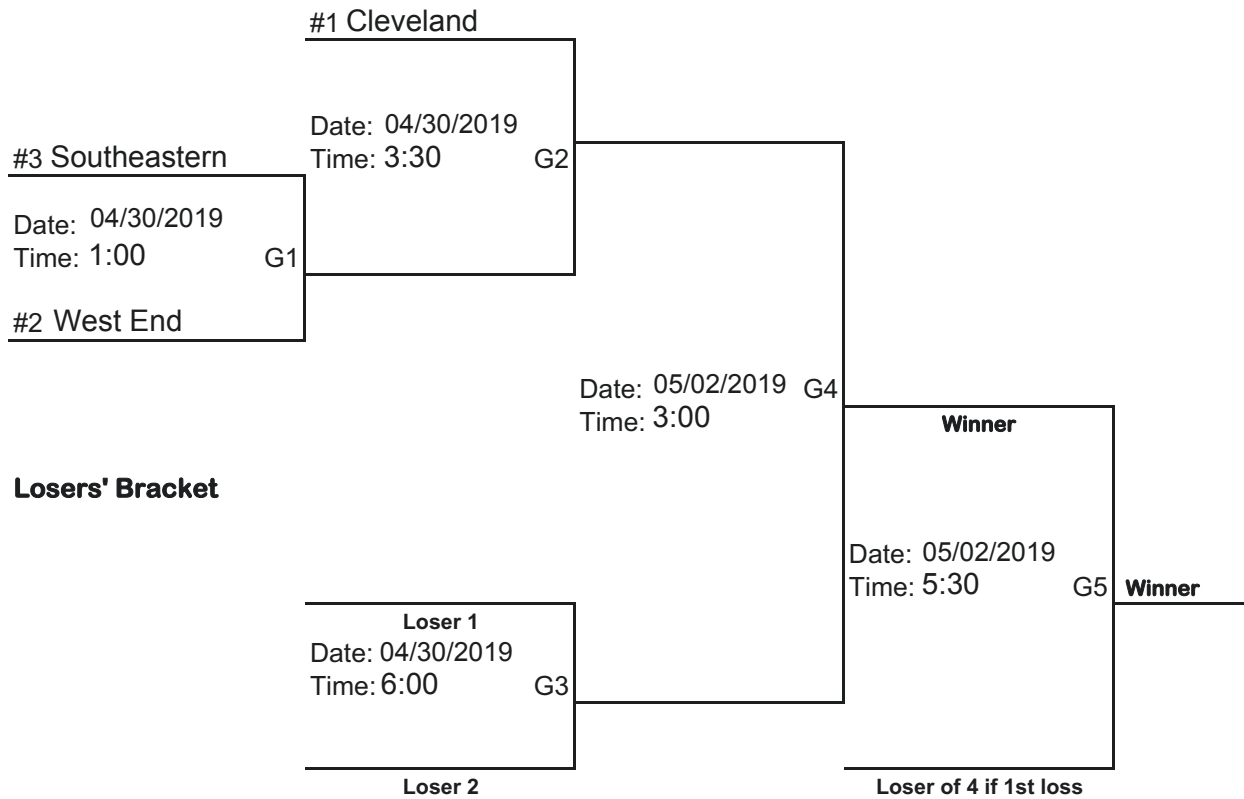 #1 Cleveland
Date: 04/30/2019
Time: 3:30 G2
#3 Southeastern
Date: 04/30/2019
Time: 1:00 G1
#2 West End
Date: 05/02/2019 G4
Time: 3:00
Winner
Losers' Bracket
Date: 05/02/2019
Time: 5:30 G5 Winner
Loser 1
Date: 04/30/2019
Time: 6:00 G3
Loser 2
Loser of 4 if 1st loss